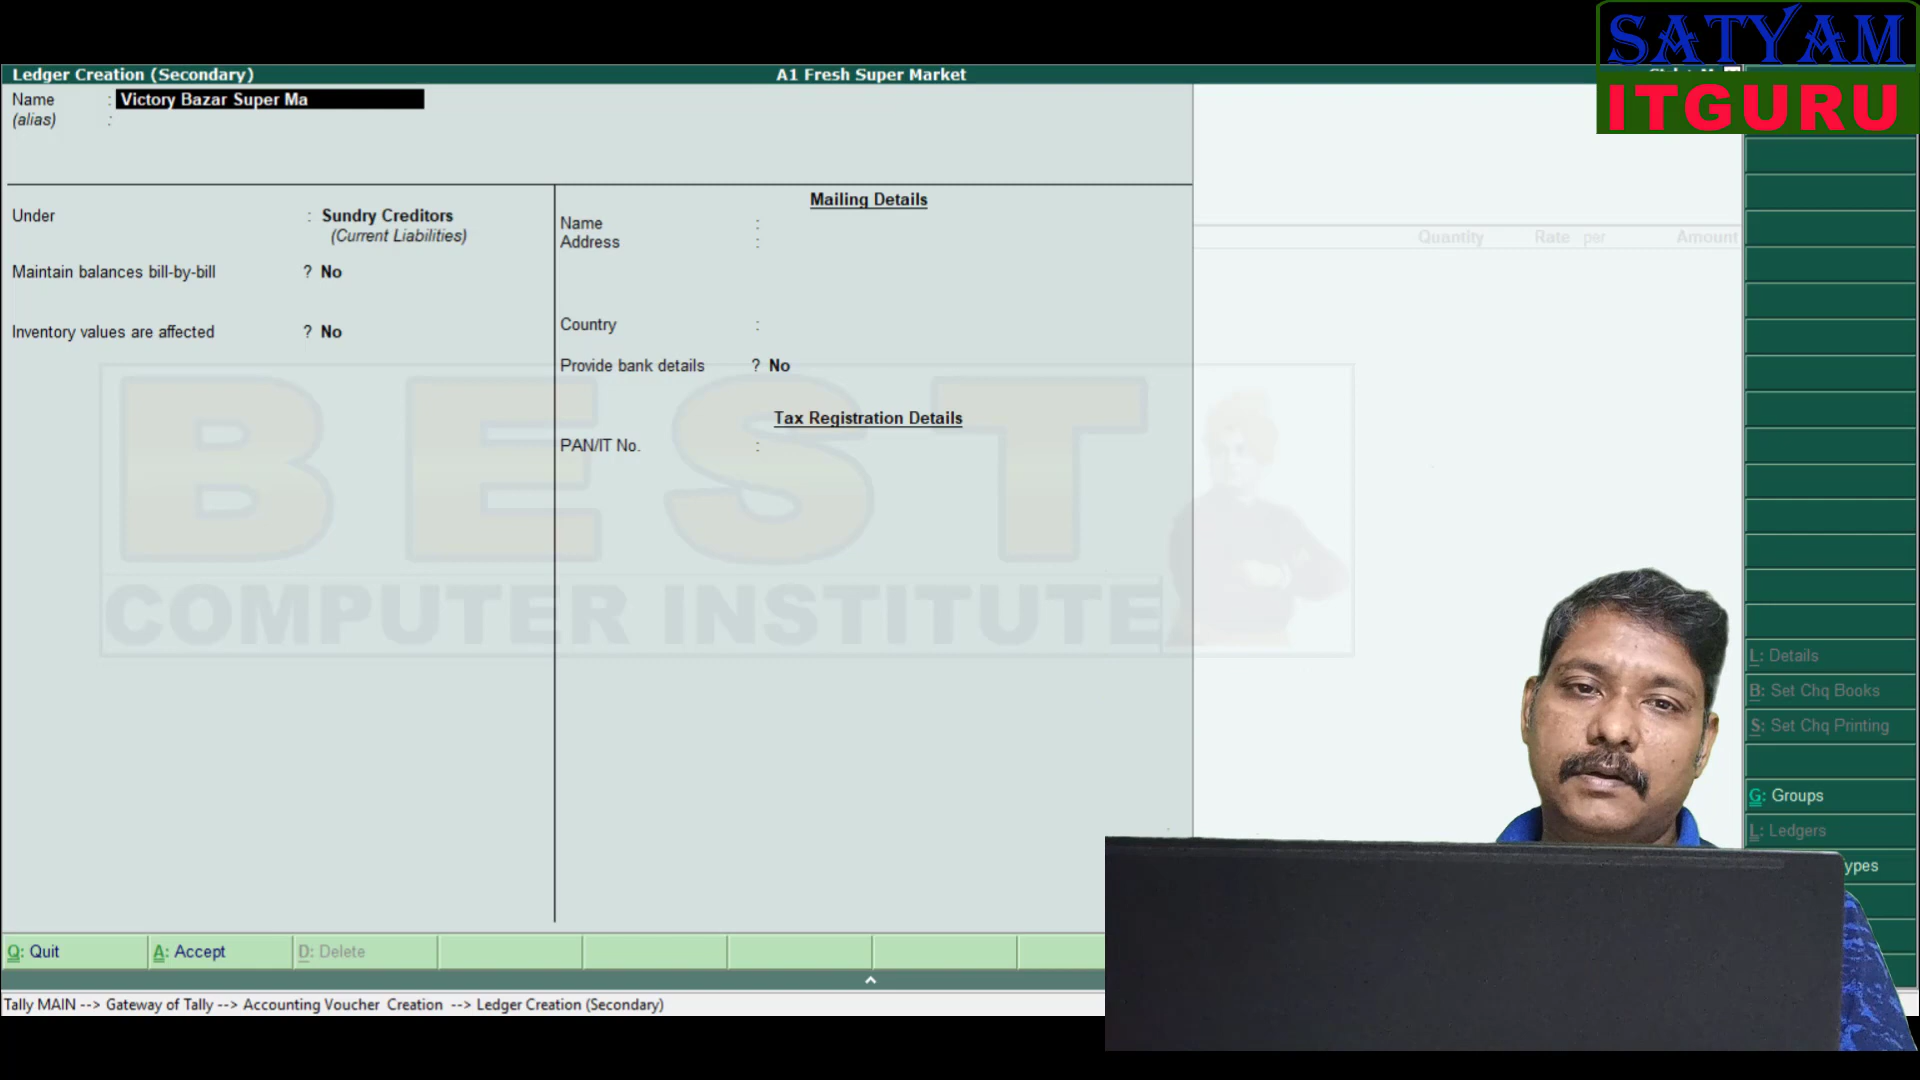 SATYAM
ITGURU
Ledger Creation (Secondary)
A1 Fresh Super Market
Name : Victory Bazar Super Ma
(alias) :
Under : Sundry Creditors
(Current Liabilities)
Maintain balances bill-by-bill ? No
Inventory values are affected ? No
Mailing Details
Name :
Address :
Country :
Provide bank details ? No
Tax Registration Details
PAN/IT No. :
Quantity Rate per Amount
BEST
COMPUTER INSTITUTE
L: Details
B: Set Chq Books
S: Set Chq Printing
G: Groups
L: Ledgers
Q: Quit
A: Accept
D: Delete
Tally MAIN --> Gateway of Tally --> Accounting Voucher Creation --> Ledger Creation (Secondary)